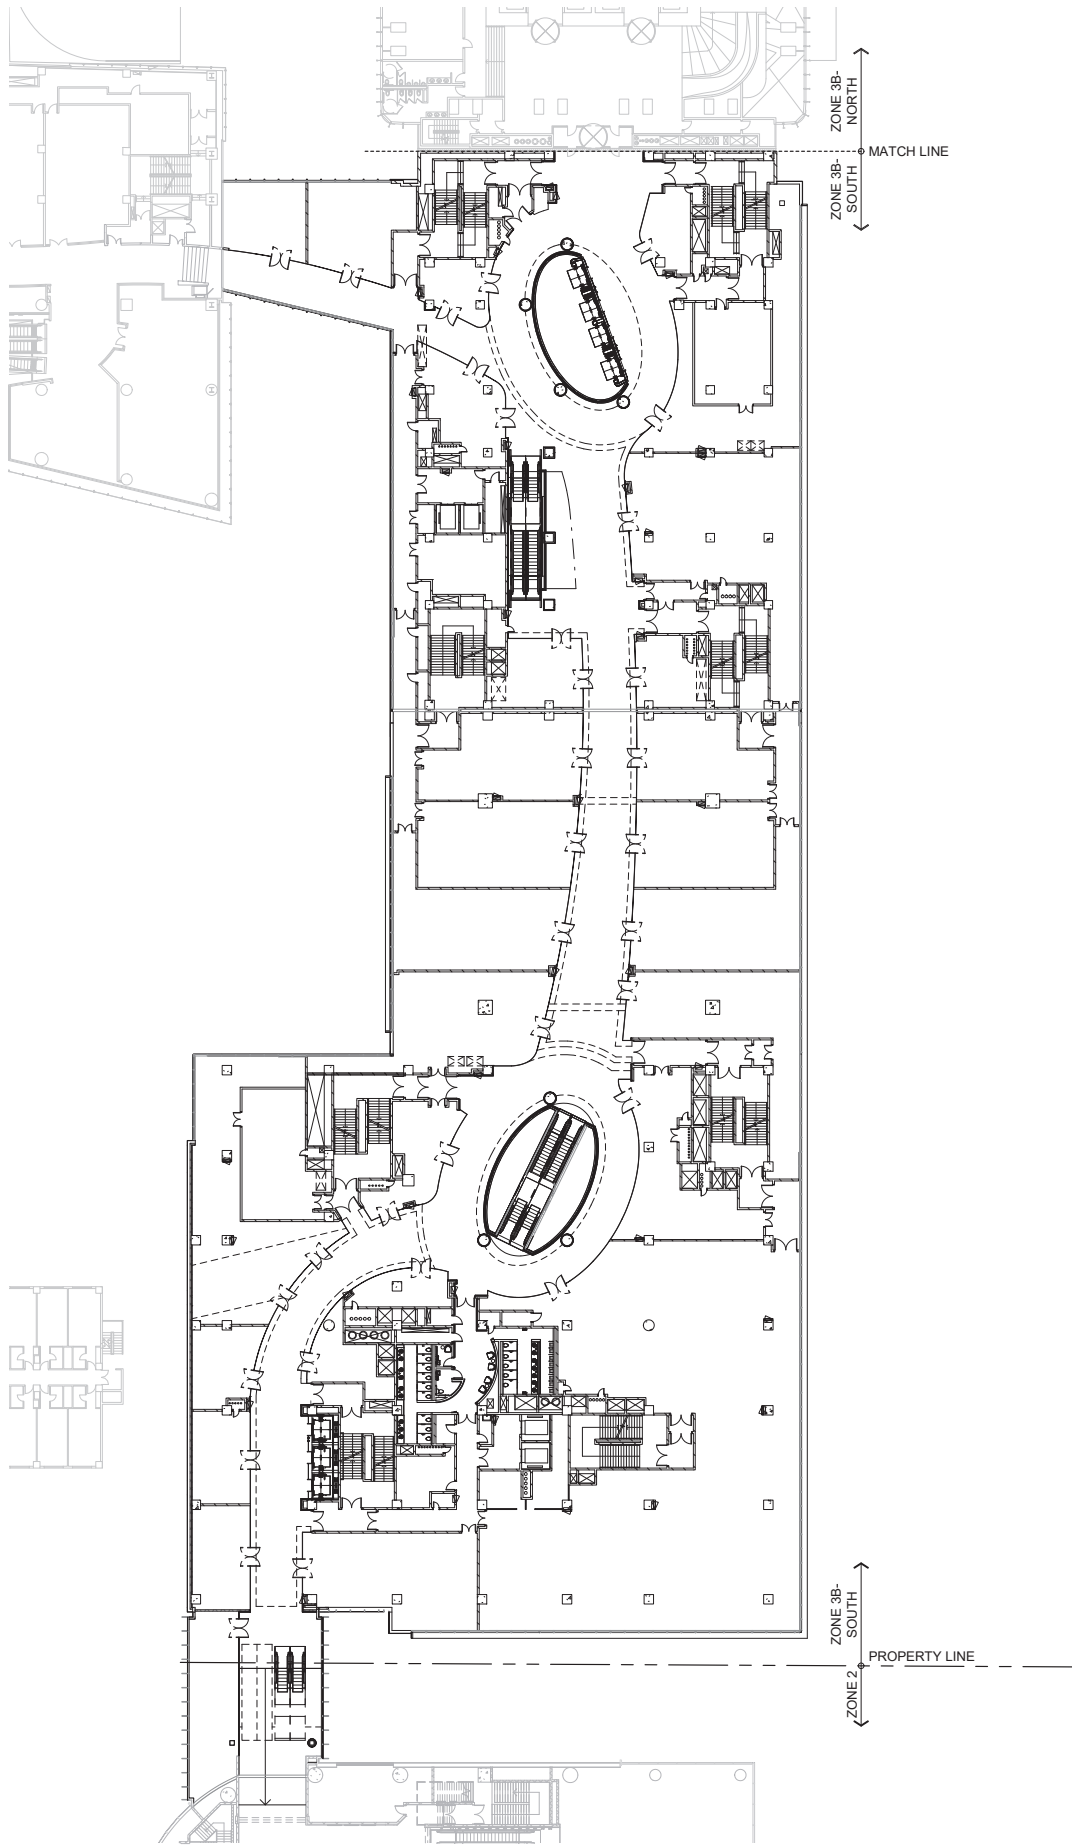 ZONE 3B-
NORTH
MATCH LINE
ZONE 3B-
SOUTH
ZONE 3B-
SOUTH
PROPERTY LINE
ZONE 2